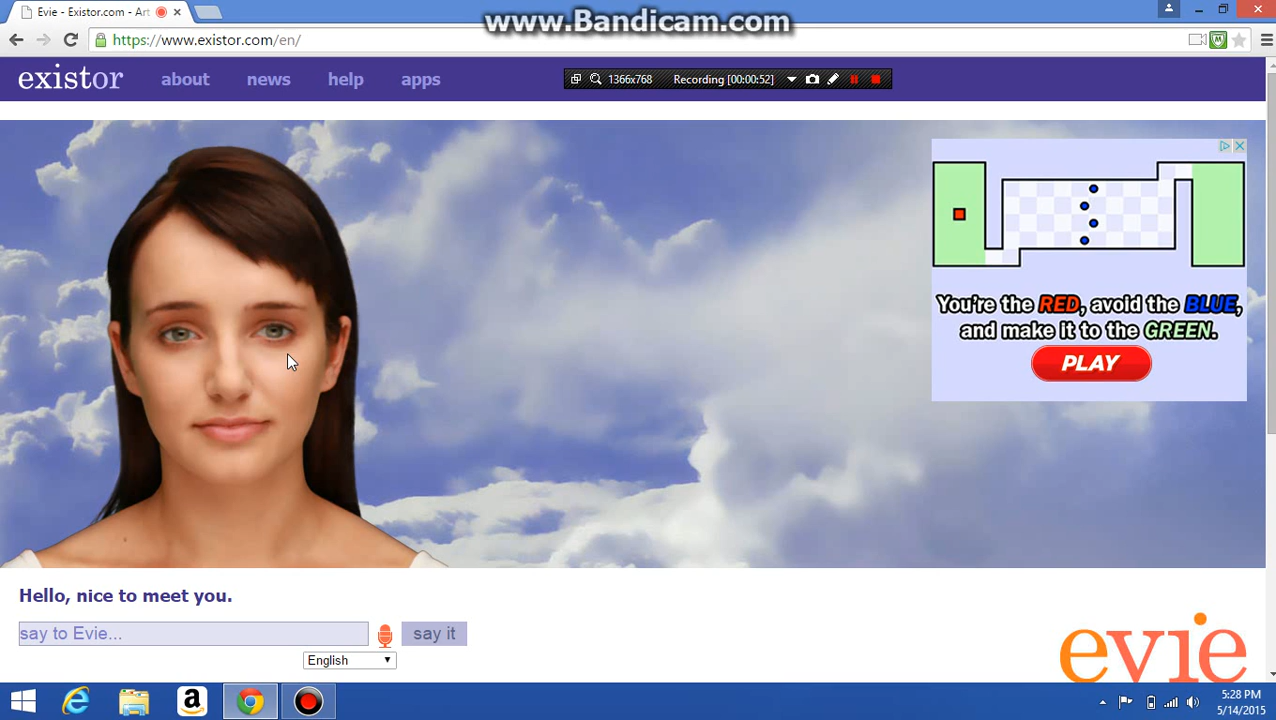 Evie - Existor.com - Art
www.Bandicam.com
https://www.existor.com/en/
existor about news help apps
1366x768 Recording [00:00:52]
You're the RED, avoid the BLUE,
and make it to the GREEN.
PLAY
Hello, nice to meet you.
say to Evie...
say it
English
evie
5:28 PM
5/14/2015